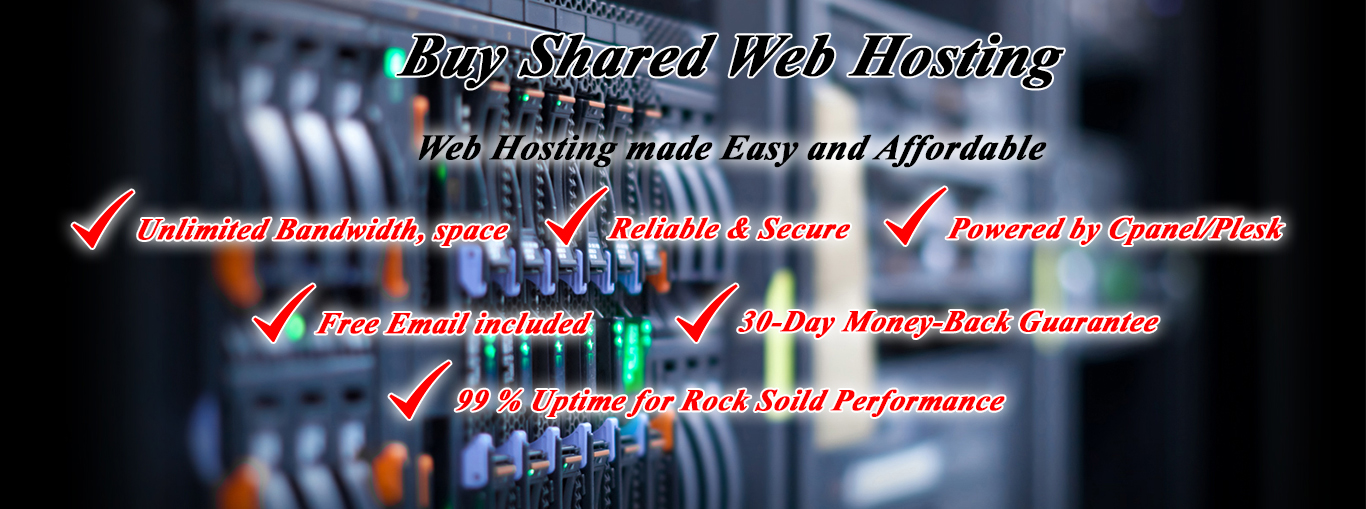 Buy Shared Web Hosting
Web Hosting made Easy and Affordable
Unlimited Bandwidth, space
Reliable & Secure
Powered by Cpanel/Plesk
Free Email included
30-Day Money-Back Guarantee
99 % Uptime for Rock Soild Performance